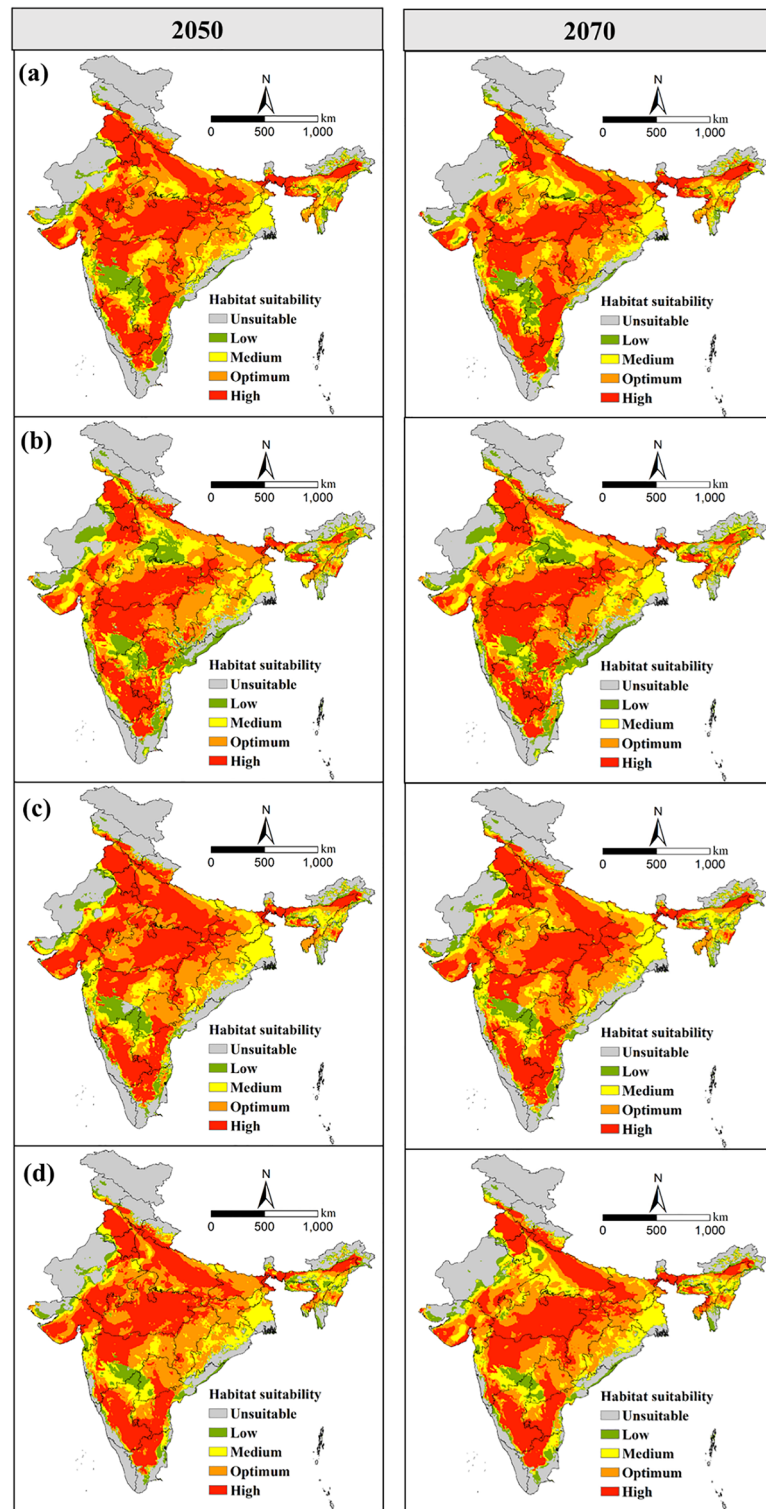 2050
2070
(a)
N
km
0 500 1,000
Habitat suitability
Unsuitable
Low
Medium
Optimum
High
N
km
0 500 1,000
Habitat suitability
Unsuitable
Low
Medium
Optimum
High
(b)
N
km
0 500 1,000
Habitat suitability
Unsuitable
Low
Medium
Optimum
High
N
km
0 500 1,000
Habitat suitability
Unsuitable
Low
Medium
Optimum
High
(c)
N
km
0 500 1,000
Habitat suitability
Unsuitable
Low
Medium
Optimum
High
N
km
0 500 1,000
Habitat suitability
Unsuitable
Low
Medium
Optimum
High
(d)
N
km
0 500 1,000
Habitat suitability
Unsuitable
Low
Medium
Optimum
High
N
km
0 500 1,000
Habitat suitability
Unsuitable
Low
Medium
Optimum
High